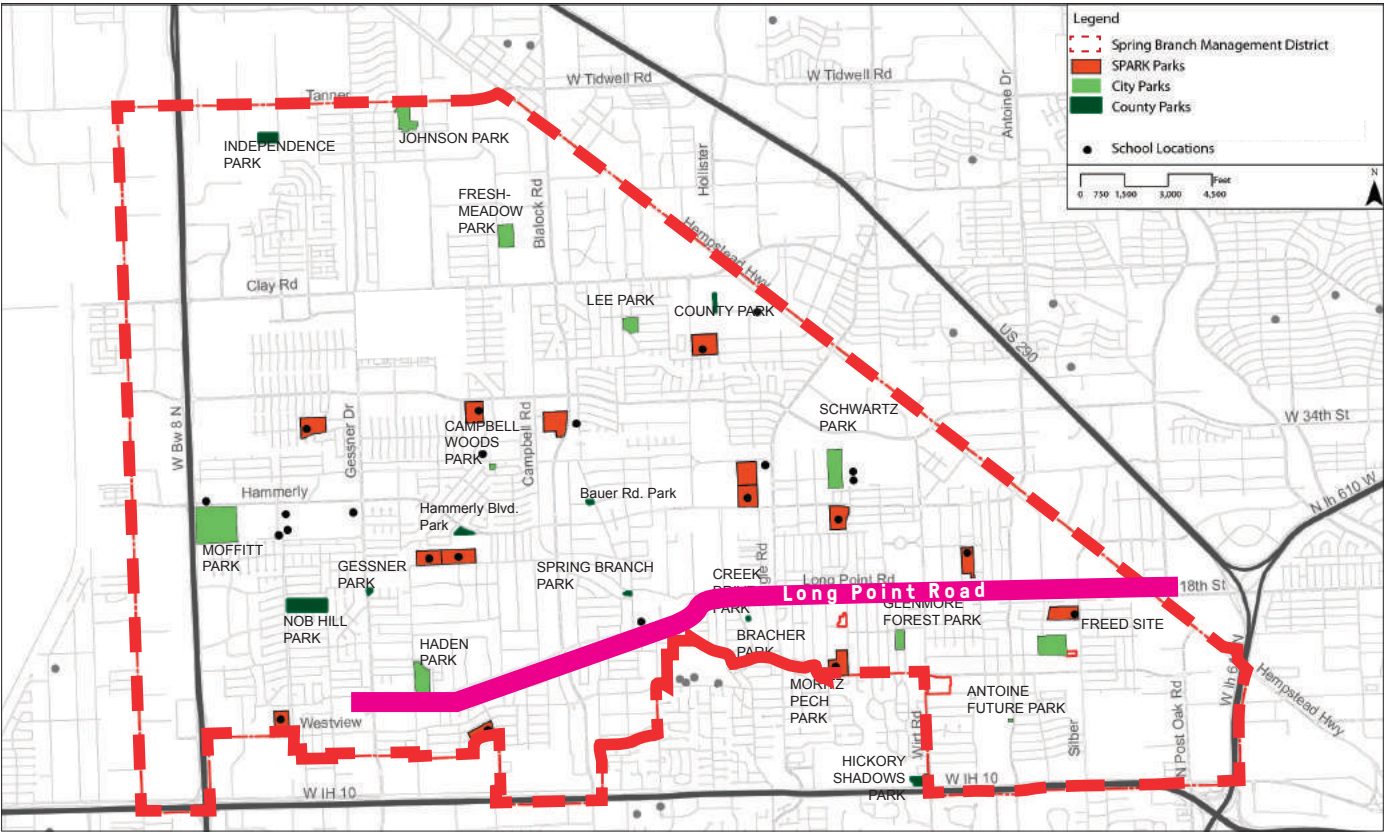 Legend
Spring Branch Management District
SPARK Parks
City Parks
County Parks
School Locations
Feet
0 750 1,500 3,000 4,500
N
W Tidwell Rd
W Tidwell Rd
Antoine Dr
Tanner
JOHNSON PARK
INDEPENDENCE
PARK
Hollister
FRESH-
MEADOW
PARK
Blalock Rd
Hempstead Hwy
Clay Rd
LEE PARK
COUNTY PARK
US 290
W 34th St
SCHWARTZ
PARK
W Bw 8 N
Gessner Dr
CAMPBELL
WOODS
PARK
Campbell Rd
N Ih 610 W
Hammerly
Bauer Rd. Park
Hammerly Blvd.
Park
MOFFITT
PARK
GESSNER
PARK
SPRING BRANCH
PARK
CREEK
PARK
Long Point Rd
Long Point Road
18th St
GLENMORE
FOREST PARK
FREED SITE
NOB HILL
PARK
HADEN
PARK
BRACHER
PARK
MORITZ
PECH
PARK
ANTOINE
FUTURE PARK
Westview
Wirt Rd
Silber
N Post Oak Rd
Hempstead Hwy
HICKORY
SHADOWS
PARK
W IH 10
W IH 10